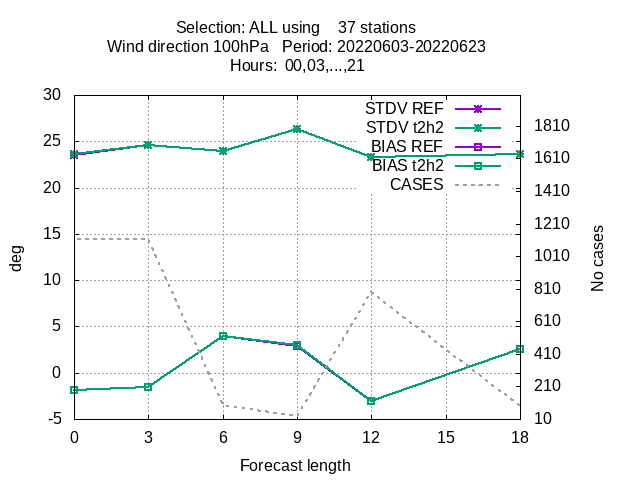 Selection: ALL using    37 stations
Wind direction 100hPa   Period: 20220603-20220623
Hours:  00,03,...,21
STDV REF
STDV t2h2
BIAS REF
BIAS t2h2
CASES
30
25
20
15
10
5
0
-5
deg
1810
1610
1410
1210
1010
810
610
410
210
10
No cases
0 3 6 9 12 15 18
Forecast length